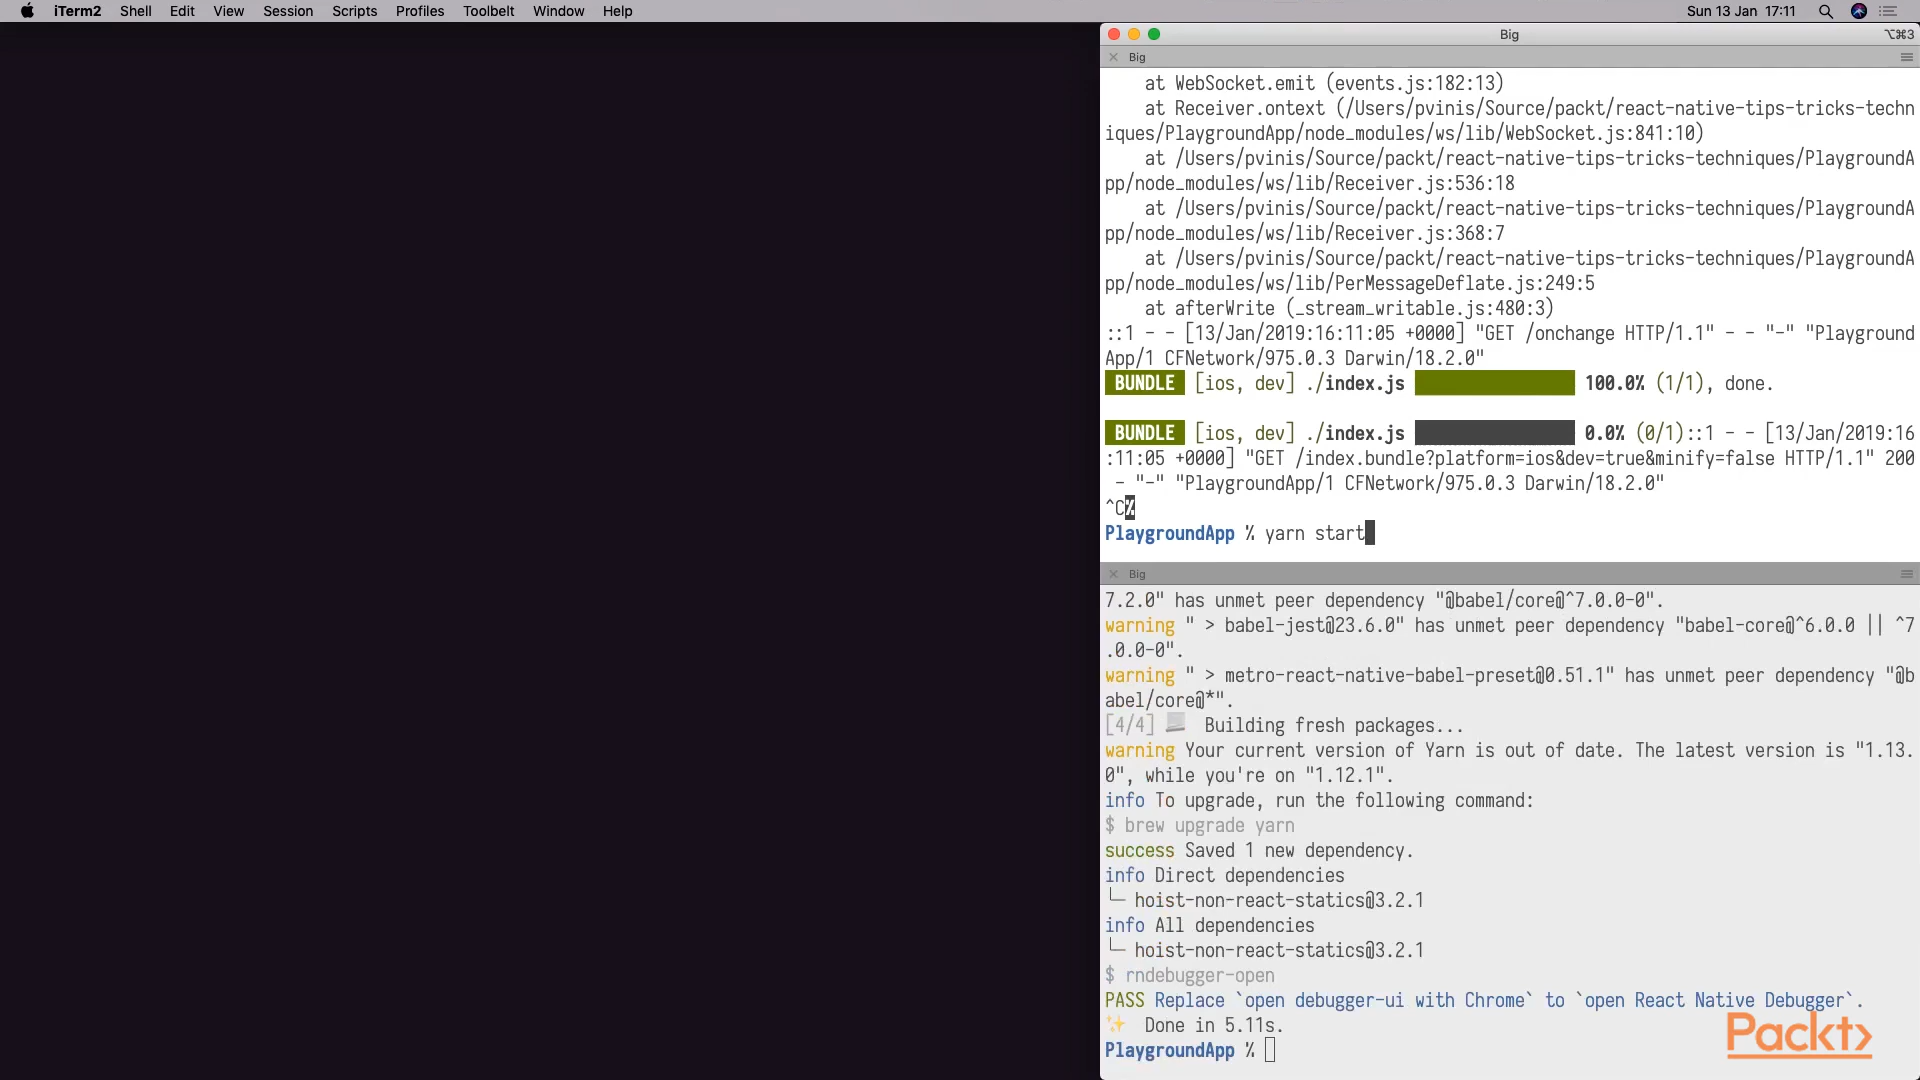 iTerm2 Shell Edit View Session Scripts Profiles Toolbelt Window Help Sun 13 Jan 17:11
Big ⌥⌘3
Big
at WebSocket.emit (events.js:182:13)
at Receiver.ontext (/Users/pvinis/Source/packt/react-native-tips-tricks-techn
iques/PlaygroundApp/node_modules/ws/lib/WebSocket.js:841:10)
at /Users/pvinis/Source/packt/react-native-tips-tricks-techniques/PlaygroundA
pp/node_modules/ws/lib/Receiver.js:536:18
at /Users/pvinis/Source/packt/react-native-tips-tricks-techniques/PlaygroundA
pp/node_modules/ws/lib/Receiver.js:368:7
at /Users/pvinis/Source/packt/react-native-tips-tricks-techniques/PlaygroundA
pp/node_modules/ws/lib/PerMessageDeflate.js:249:5
at afterWrite (_stream_writable.js:480:3)
::1 - - [13/Jan/2019:16:11:05 +0000] "GET /onchange HTTP/1.1" - - "-" "Playground
App/1 CFNetwork/975.0.3 Darwin/18.2.0"
BUNDLE [ios, dev] ./index.js 100.0% (1/1), done.
BUNDLE [ios, dev] ./index.js 0.0% (0/1)::1 - - [13/Jan/2019:16
:11:05 +0000] "GET /index.bundle?platform=ios&dev=true&minify=false HTTP/1.1" 200
- "-" "PlaygroundApp/1 CFNetwork/975.0.3 Darwin/18.2.0"
^C%
PlaygroundApp % yarn start
Big
7.2.0" has unmet peer dependency "@babel/core@^7.0.0-0".
warning " > babel-jest@23.6.0" has unmet peer dependency "babel-core@^6.0.0 || ^7
.0.0-0".
warning " > metro-react-native-babel-preset@0.51.1" has unmet peer dependency "@b
abel/core@*".
[4/4] Building fresh packages...
warning Your current version of Yarn is out of date. The latest version is "1.13.
0", while you're on "1.12.1".
info To upgrade, run the following command:
$ brew upgrade yarn
success Saved 1 new dependency.
info Direct dependencies
└─ hoist-non-react-statics@3.2.1
info All dependencies
└─ hoist-non-react-statics@3.2.1
$ rndebugger-open
PASS Replace `open debugger-ui with Chrome` to `open React Native Debugger`.
✨ Done in 5.11s.
PlaygroundApp %
Packt>